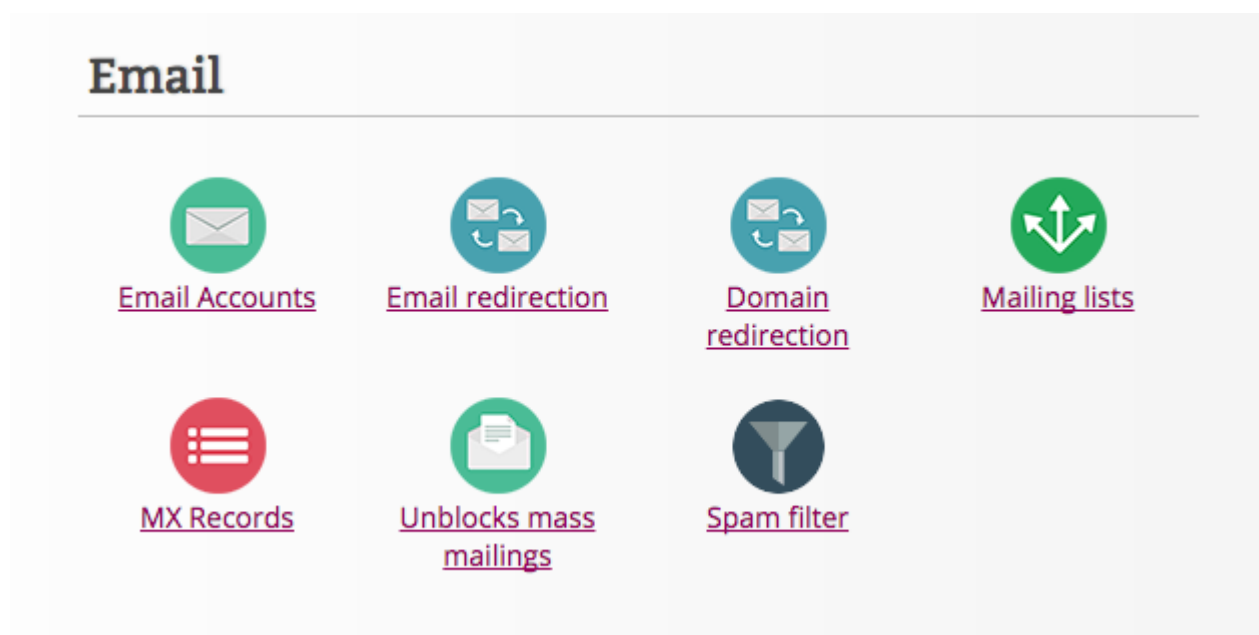 Email
Email Accounts
Email redirection
Domain
redirection
Mailing lists
MX Records
Unblocks mass
mailings
Spam filter